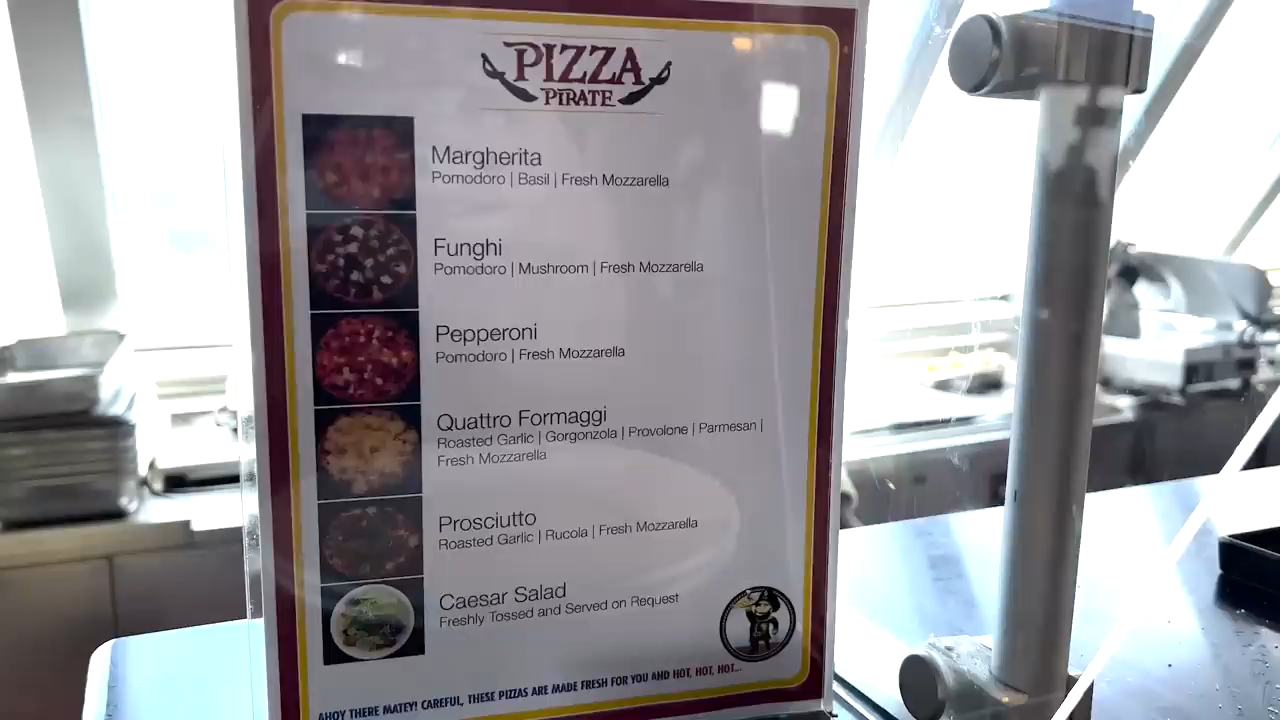 PIZZA
PIRATE
Margherita
Pomodoro | Basil | Fresh Mozzarella
Funghi
Pomodoro | Mushroom | Fresh Mozzarella
Pepperoni
Pomodoro | Fresh Mozzarella
Quattro Formaggi
Roasted Garlic | Gorgonzola | Provolone | Parmesan |
Fresh Mozzarella
Prosciutto
Roasted Garlic | Rucola | Fresh Mozzarella
Caesar Salad
Freshly Tossed and Served on Request
AHOY THERE MATEY! CAREFUL, THESE PIZZAS ARE MADE FRESH FOR YOU AND HOT, HOT, HOT...